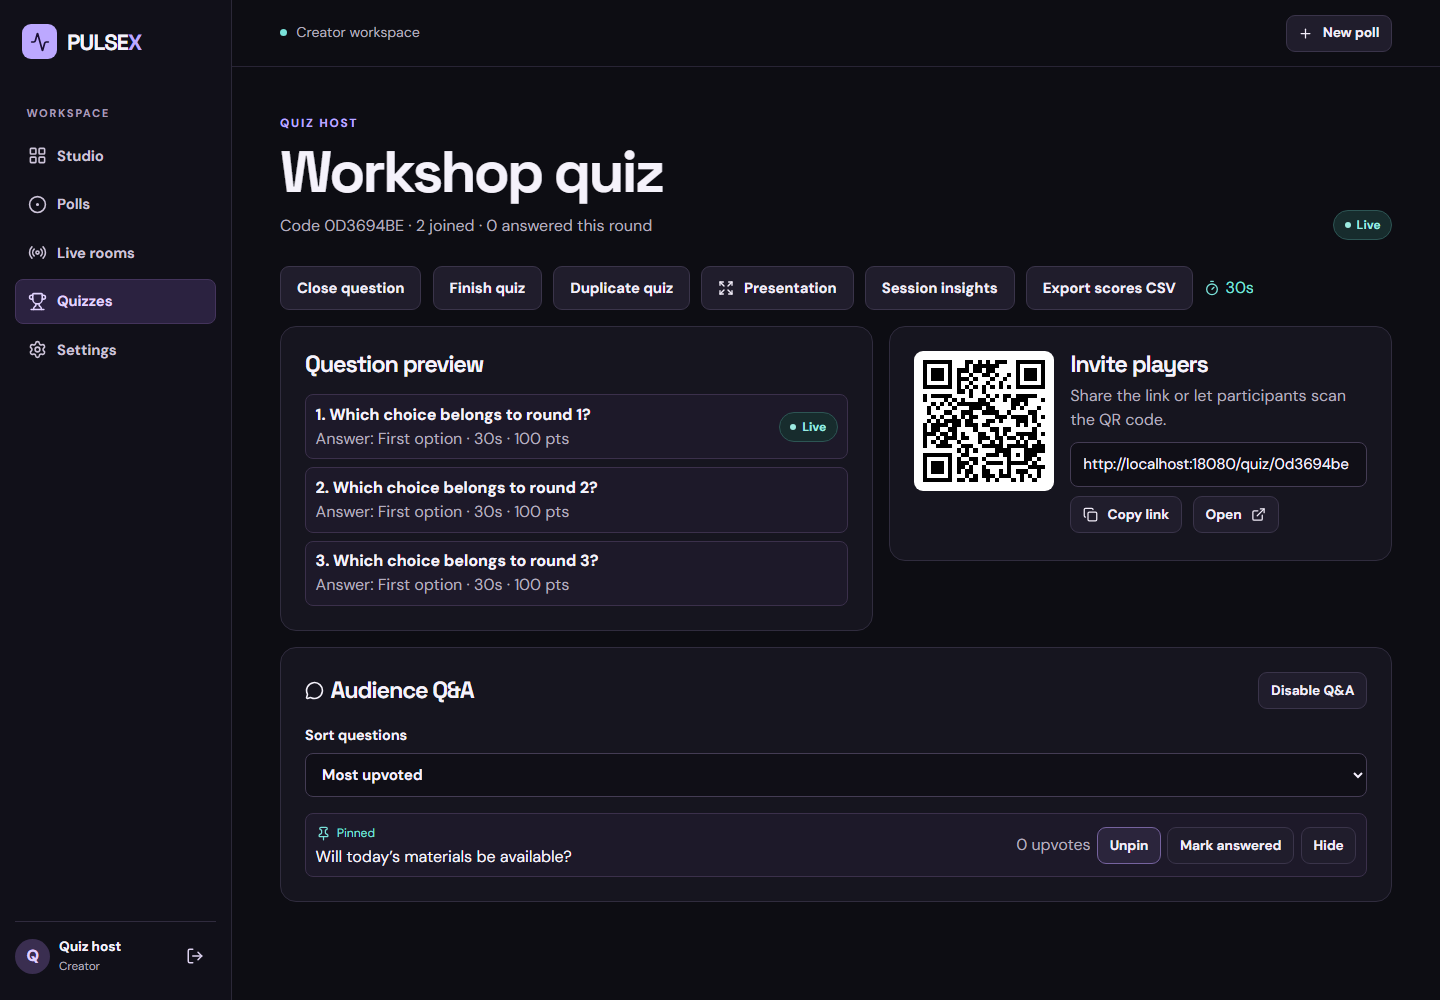 PULSEX
Creator workspace
New poll
WORKSPACE
Studio
Polls
Live rooms
Quizzes
Settings
QUIZ HOST
Workshop quiz
Code 0D3694BE · 2 joined · 0 answered this round
Live
Close question
Finish quiz
Duplicate quiz
Presentation
Session insights
Export scores CSV
30s
Question preview
1. Which choice belongs to round 1?
Answer: First option · 30s · 100 pts
Live
2. Which choice belongs to round 2?
Answer: First option · 30s · 100 pts
3. Which choice belongs to round 3?
Answer: First option · 30s · 100 pts
Invite players
Share the link or let participants scan
the QR code.
http://localhost:18080/quiz/0d3694be
Copy link
Open
Audience Q&A
Disable Q&A
Sort questions
Most upvoted
Pinned
Will today’s materials be available?
0 upvotes
Unpin
Mark answered
Hide
Q
Quiz host
Creator